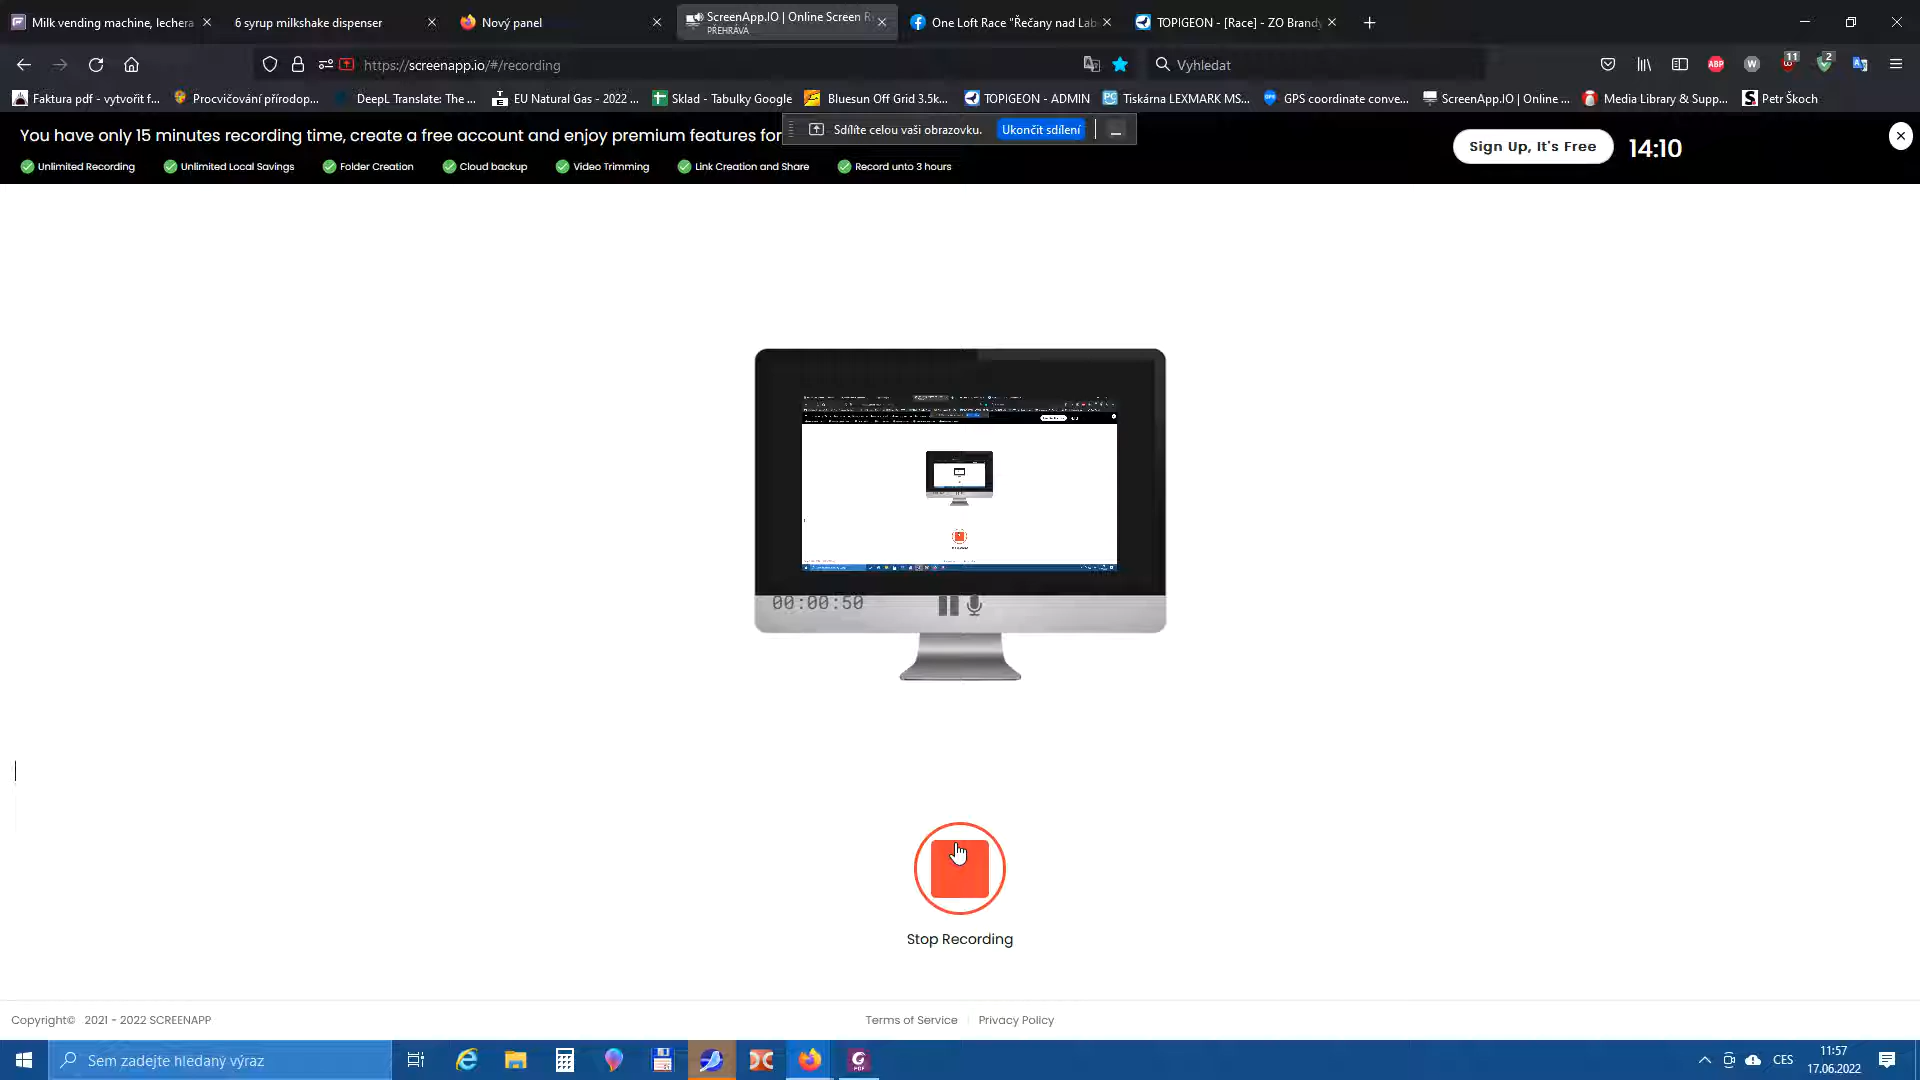 Milk vending machine, lechera
6 syrup milkshake dispenser
Nový panel
ScreenApp.IO | Online Screen R
PŘEHRÁVÁ
One Loft Race "Řečany nad Lab
TOPIGEON - [Race] - ZO Brandy
https://screenapp.io/#/recording
Vyhledat
ABP
W
11
2
Faktura pdf - vytvořit f...
Procvičování přírodop...
DeepL Translate: The ...
EU Natural Gas - 2022 ...
Sklad - Tabulky Google
Bluesun Off Grid 3.5k...
TOPIGEON - ADMIN
Tiskárna LEXMARK MS...
GPS coordinate conve...
ScreenApp.IO | Online ...
Media Library & Supp...
Petr Škoch
You have only 15 minutes recording time, create a free account and enjoy premium features for
Sdílíte celou vaši obrazovku.
Ukončit sdílení
Sign Up, It's Free
14:10
Unlimited Recording
Unlimited Local Savings
Folder Creation
Cloud backup
Video Trimming
Link Creation and Share
Record unto 3 hours
00:00:50
Stop Recording
Copyright© 2021 - 2022 SCREENAPP
Terms of Service
Privacy Policy
Sem zadejte hledaný výraz
CES
11:57
17.06.2022